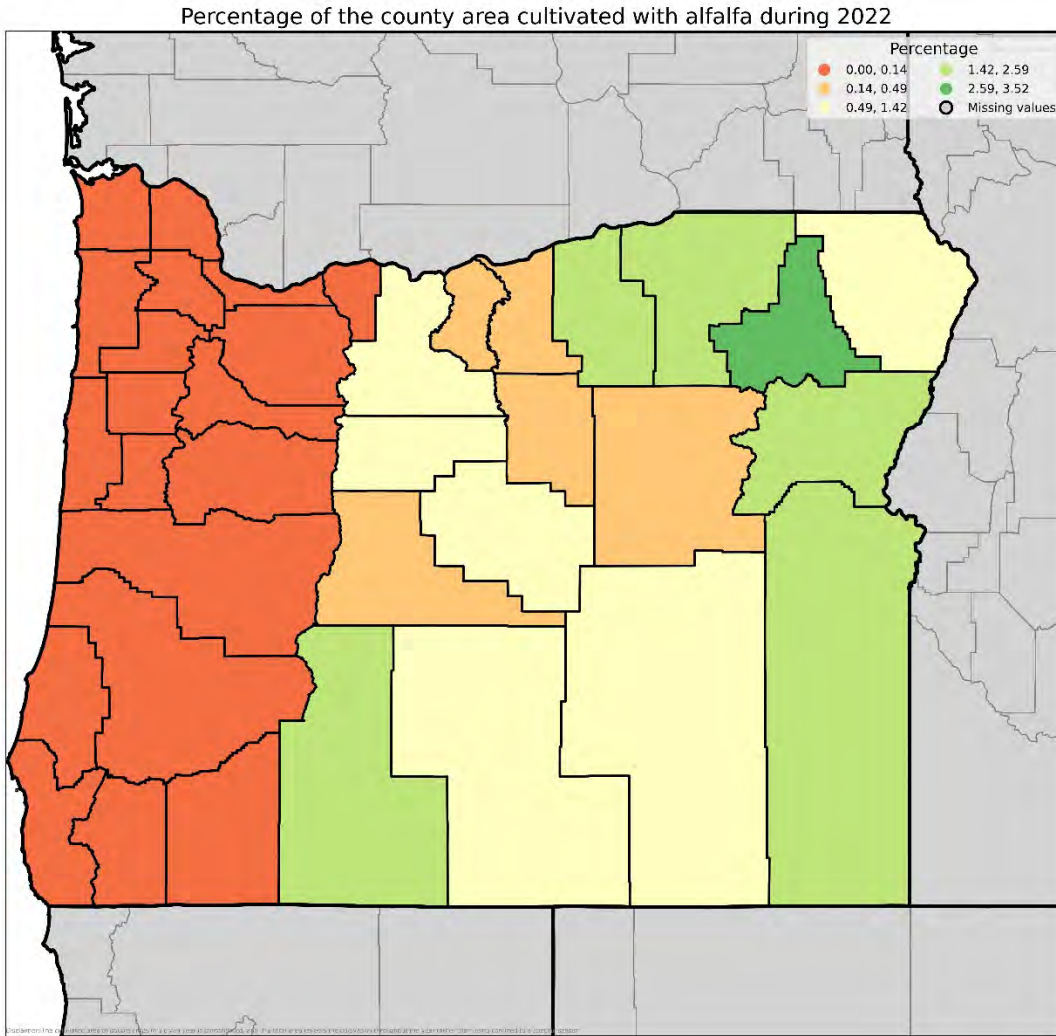 Percentage of the county area cultivated with alfalfa during 2022
Percentage
0.00, 0.14
0.14, 0.49
0.49, 1.42
1.42, 2.59
2.59, 3.52
Missing values